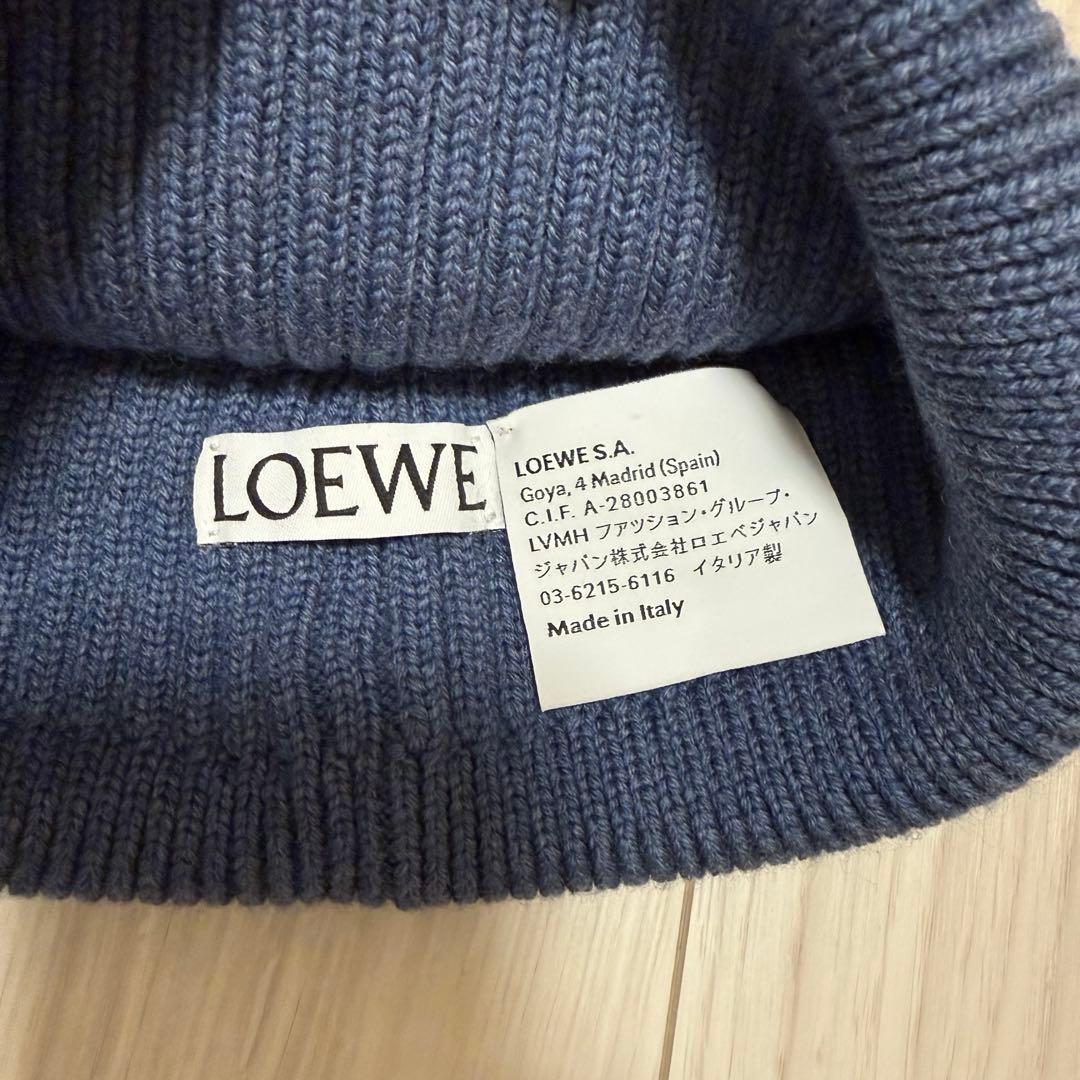 LOEWE
LOEWE S.A.
Goya, 4 Madrid (Spain)
C.I.F. A-28003861
LVMH ファツション・グループ・
ジャパン株式会社ロエベジャパン
03-6215-6116 イタリア製
Made in Italy